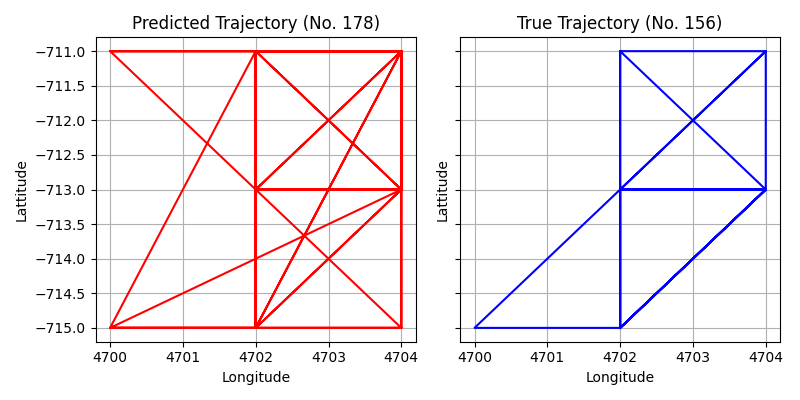 Predicted Trajectory (No. 178)
True Trajectory (No. 156)
−711.0
−711.5
−712.0
−712.5
−713.0
−713.5
−714.0
−714.5
−715.0
Lattitude
Lattitude
4700 4701 4702 4703 4704
4700 4701 4702 4703 4704
Longitude
Longitude